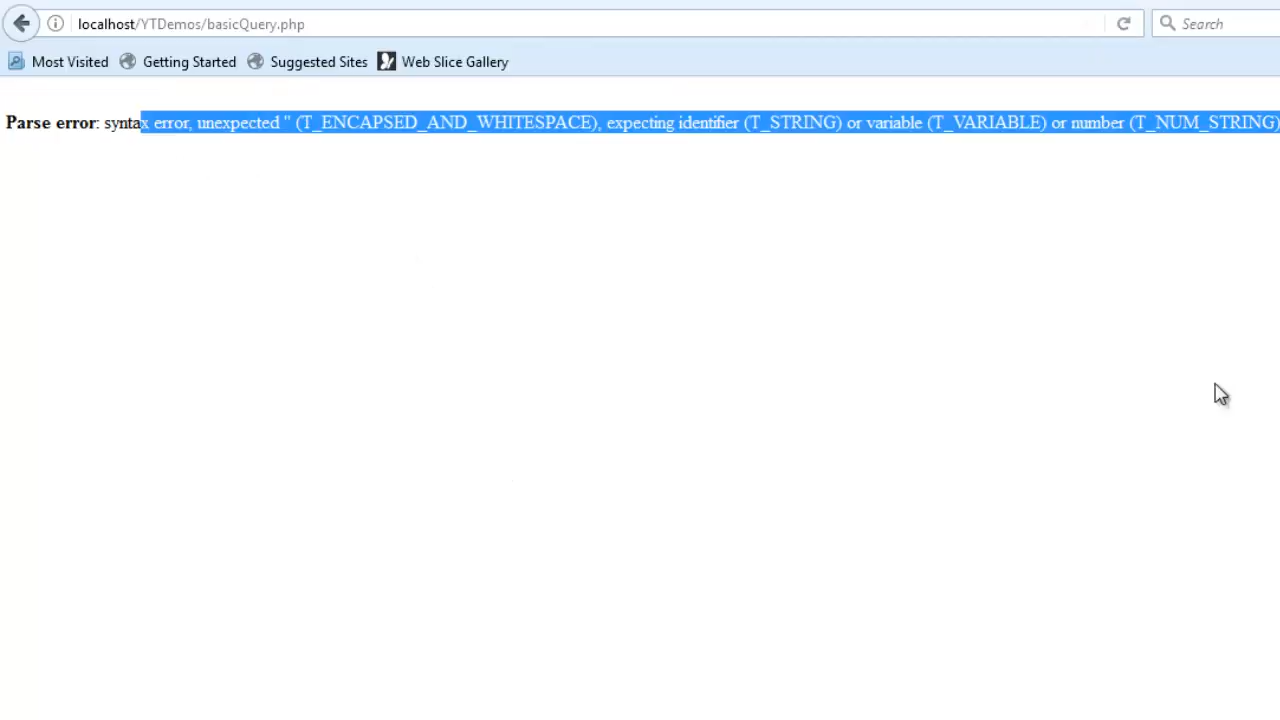 localhost/YTDemos/basicQuery.php
Search
Most Visited Getting Started Suggested Sites Web Slice Gallery
Parse error: syntax error, unexpected '' (T_ENCAPSED_AND_WHITESPACE), expecting identifier (T_STRING) or variable (T_VARIABLE) or number (T_NUM_STRING)